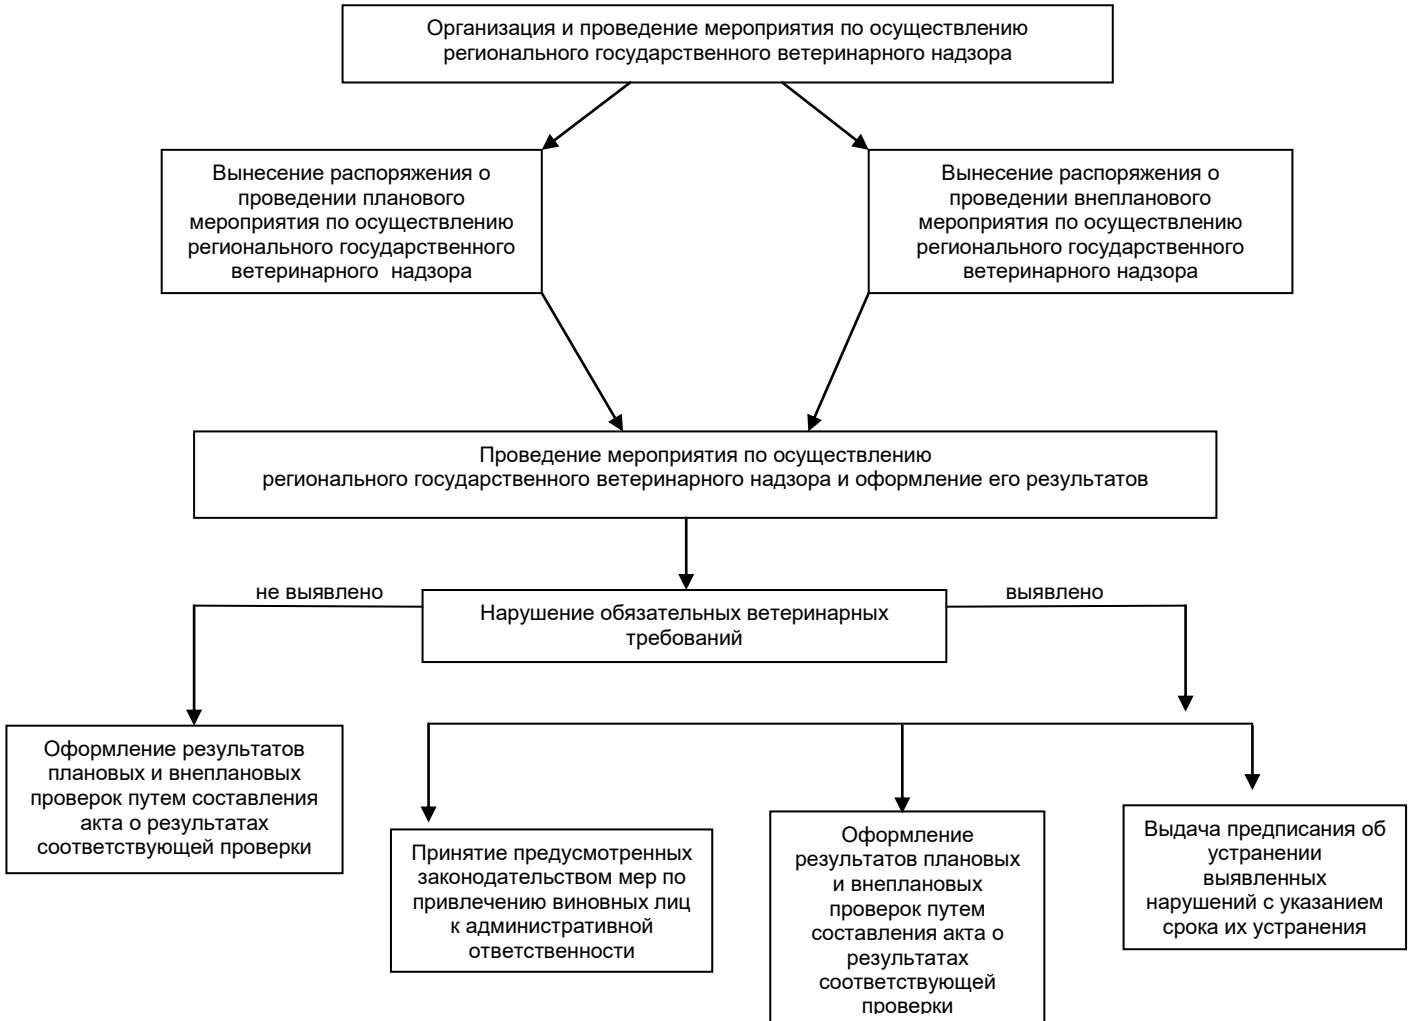 Организация и проведение мероприятия по осуществлению
регионального государственного ветеринарного надзора
Вынесение распоряжения о
проведении планового
мероприятия по осуществлению
регионального государственного
ветеринарного надзора
Вынесение распоряжения о
проведении внепланового
мероприятия по осуществлению
регионального государственного
ветеринарного надзора
Проведение мероприятия по осуществлению
регионального государственного ветеринарного надзора и оформление его результатов
не выявлено
Нарушение обязательных ветеринарных
требований
выявлено
Оформление результатов
плановых и внеплановых
проверок путем составления
акта о результатах
соответствующей проверки
Принятие предусмотренных
законодательством мер по
привлечению виновных лиц
к административной
ответственности
Оформление
результатов плановых
и внеплановых
проверок путем
составления акта о
результатах
соответствующей
проверки
Выдача предписания об
устранении
выявленных
нарушений с указанием
срока их устранения